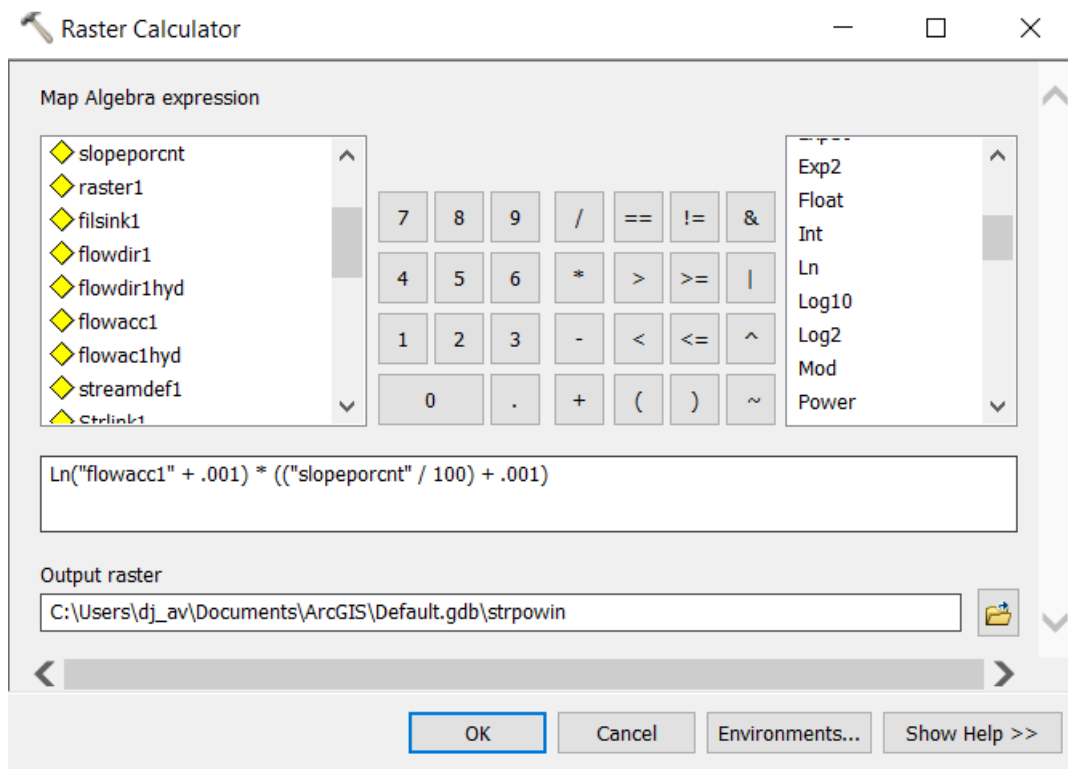 Raster Calculator
Map Algebra expression
slopeporcnt
raster1
filsink1
flowdir1
flowdir1hyd
flowacc1
flowac1hyd
streamdef1
Strlink1
7 8 9 / == != &
4 5 6 * > >= |
1 2 3 - < <= ^
0 . + ( ) ~
Exp2
Float
Int
Ln
Log10
Log2
Mod
Power
Ln("flowacc1" + .001) * (("slopeporcnt" / 100) + .001)
Output raster
C:\Users\dj_av\Documents\ArcGIS\Default.gdb\strpowin
OK Cancel Environments... Show Help >>